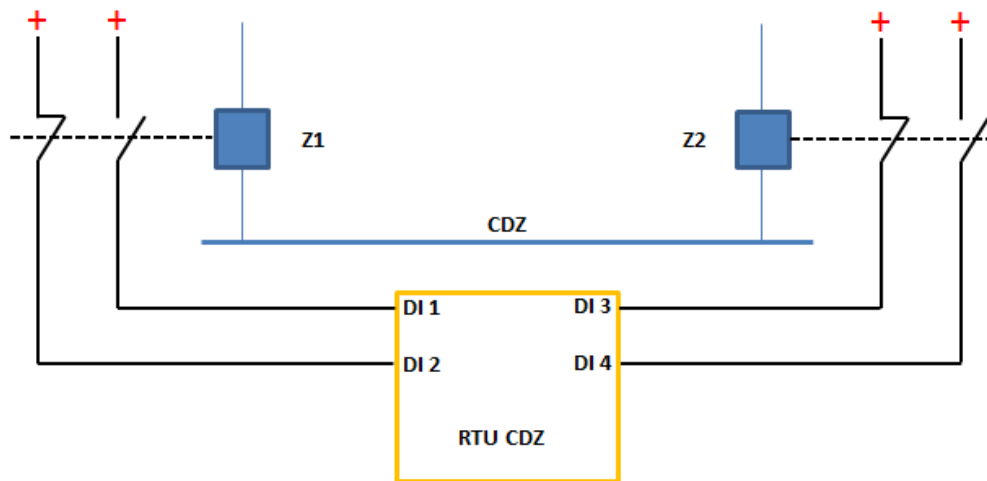 + + + +
Z1 Z2
CDZ
DI 1 DI 3
DI 2 DI 4
RTU CDZ